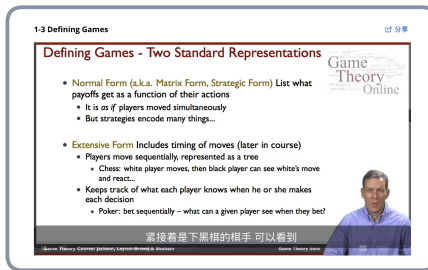 1-3 Defining Games
分享
Defining Games - Two Standard Representations
Game
Theory
Online
Normal Form (a.k.a. Matrix Form, Strategic Form) List what
payoffs get as a function of their actions
It is as if players moved simultaneously
But strategies encode many things...
Extensive Form Includes timing of moves (later in course)
Players move sequentially, represented as a tree
Chess: white player moves, then black player can see white's move
and react...
Keeps track of what each player knows when he or she makes
each decision
Poker: bet sequentially – what can a given player see when they bet?
紧接着是下黑棋的棋手 可以看到
Game Theory Course: Jackson, Leyton-Brown & Shoham
Game Theory Intro